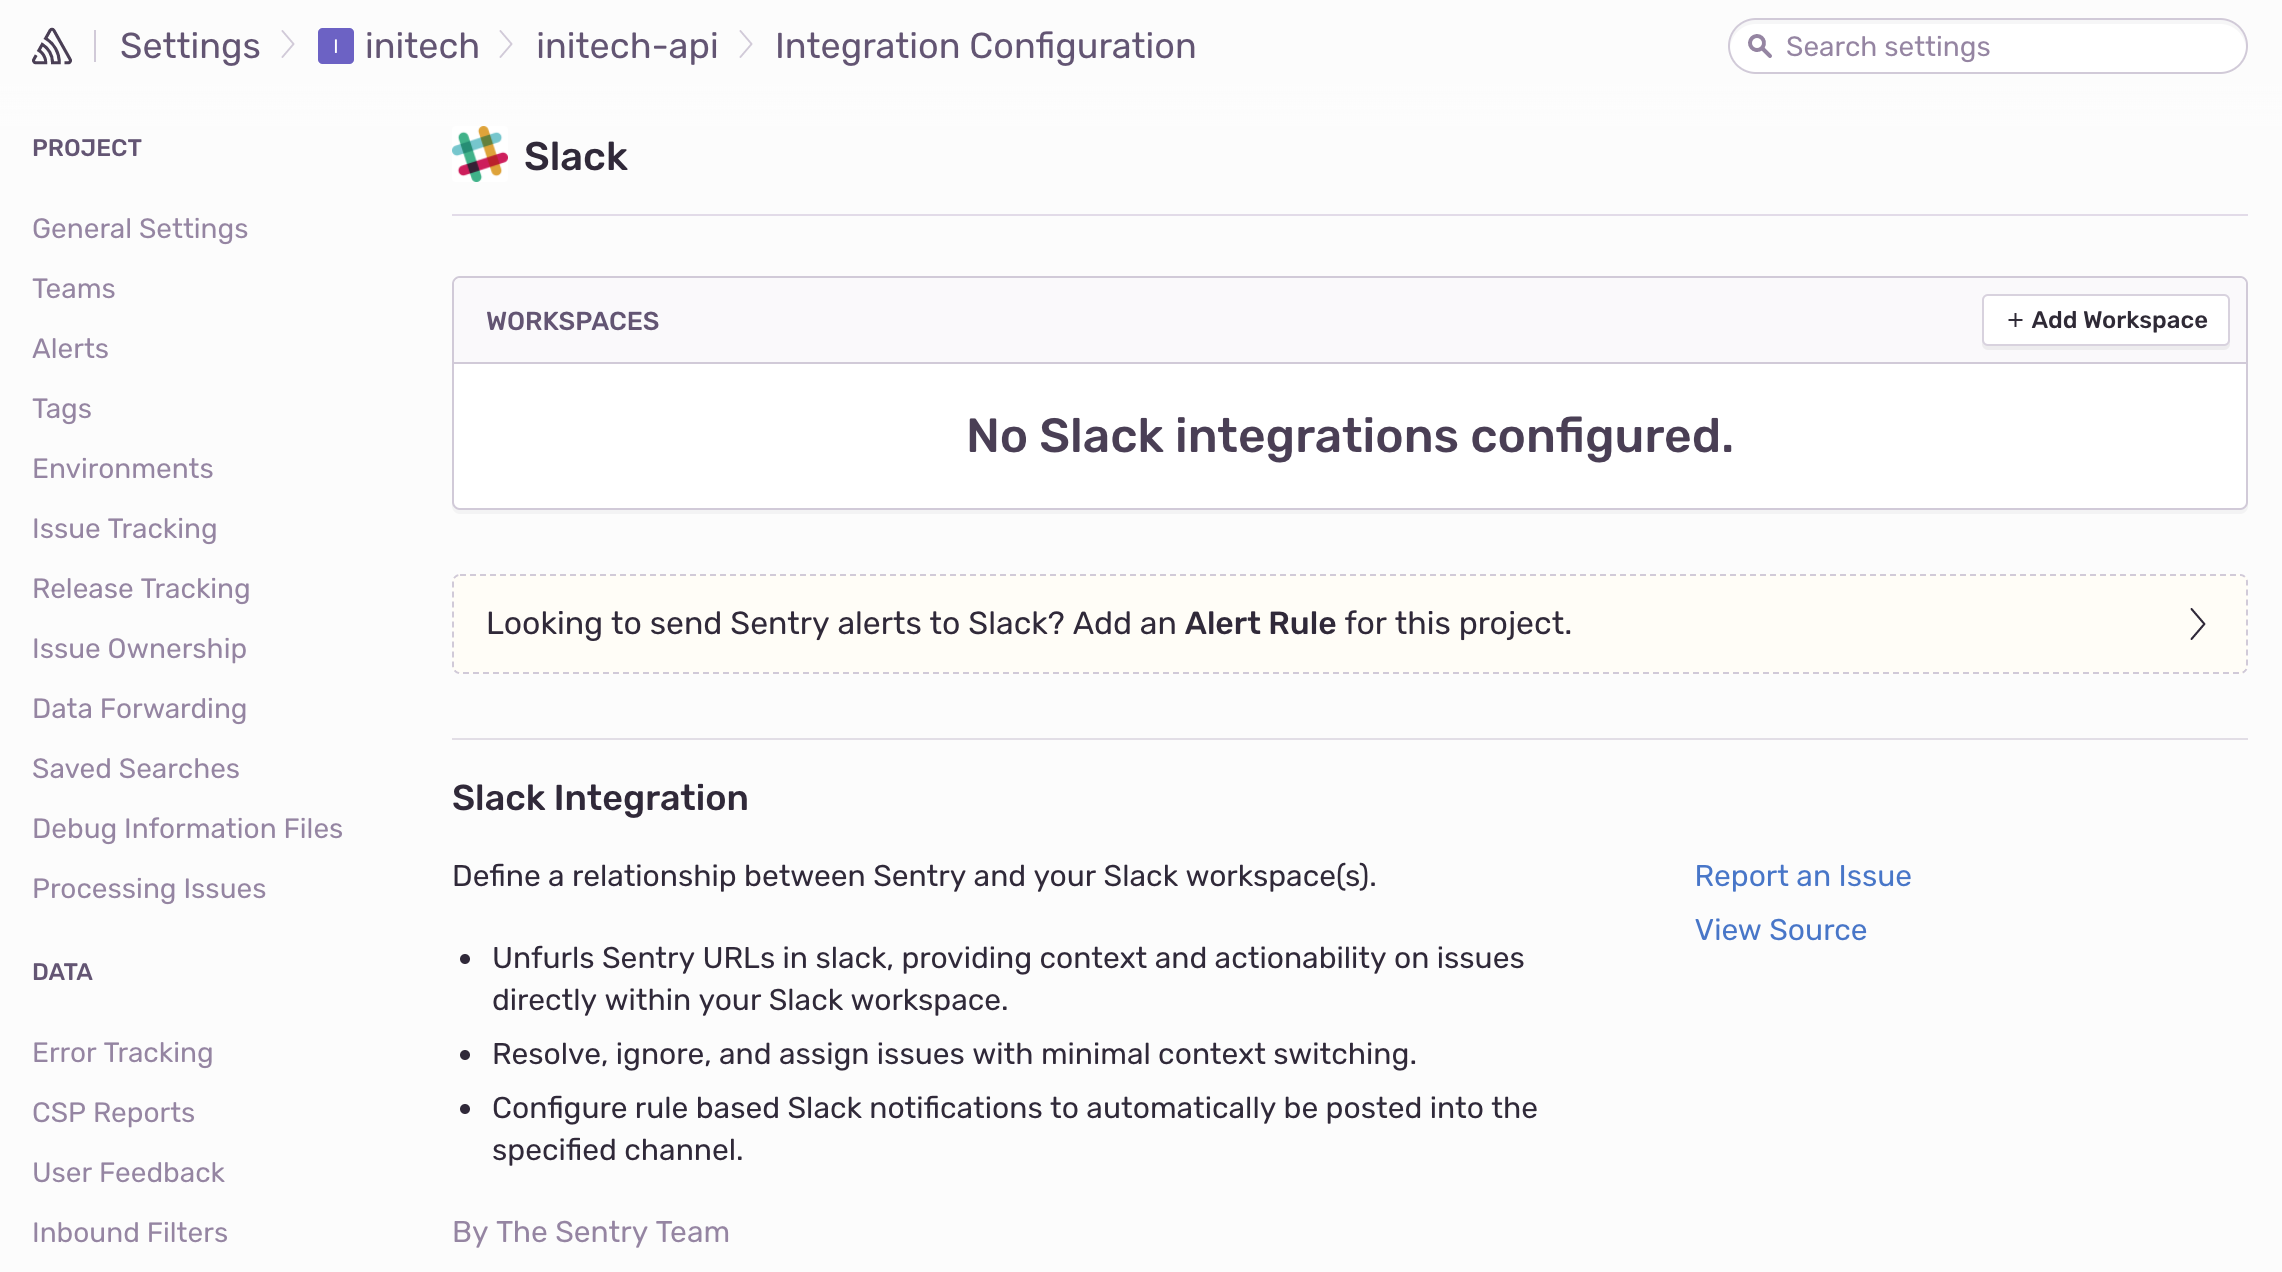 Settings
I
initech
initech-api
Integration Configuration
Search settings
PROJECT
General Settings
Teams
Alerts
Tags
Environments
Issue Tracking
Release Tracking
Issue Ownership
Data Forwarding
Saved Searches
Debug Information Files
Processing Issues
DATA
Error Tracking
CSP Reports
User Feedback
Inbound Filters
Slack
WORKSPACES
+ Add Workspace
No Slack integrations configured.
Looking to send Sentry alerts to Slack? Add an Alert Rule for this project.
Slack Integration
Define a relationship between Sentry and your Slack workspace(s).
• Unfurls Sentry URLs in slack, providing context and actionability on issues
directly within your Slack workspace.
• Resolve, ignore, and assign issues with minimal context switching.
• Configure rule based Slack notifications to automatically be posted into the
specified channel.
By The Sentry Team
Report an Issue
View Source